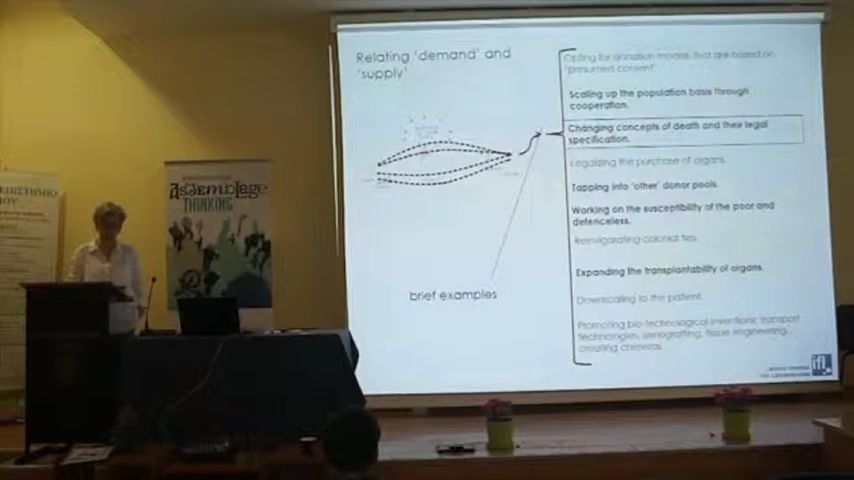 Relating 'demand' and
'supply'
Opting for donation modes that are based on
'presumed consent'
Scaling up the population basis through
cooperation.
Changing concepts of death and their legal
specification.
Legalizing the purchase of organs.
Tapping into 'other' donor pools.
Working on the susceptibility of the poor and
defenceless.
Reinvigorating colonial ties.
Expanding the transplantability of organs.
Downscaling to the patient.
Promoting bio-technological inventions: transport
technologies, xenografting, tissue engineering,
creating chimeras.
brief examples
ifl
Assemblage
THINKING